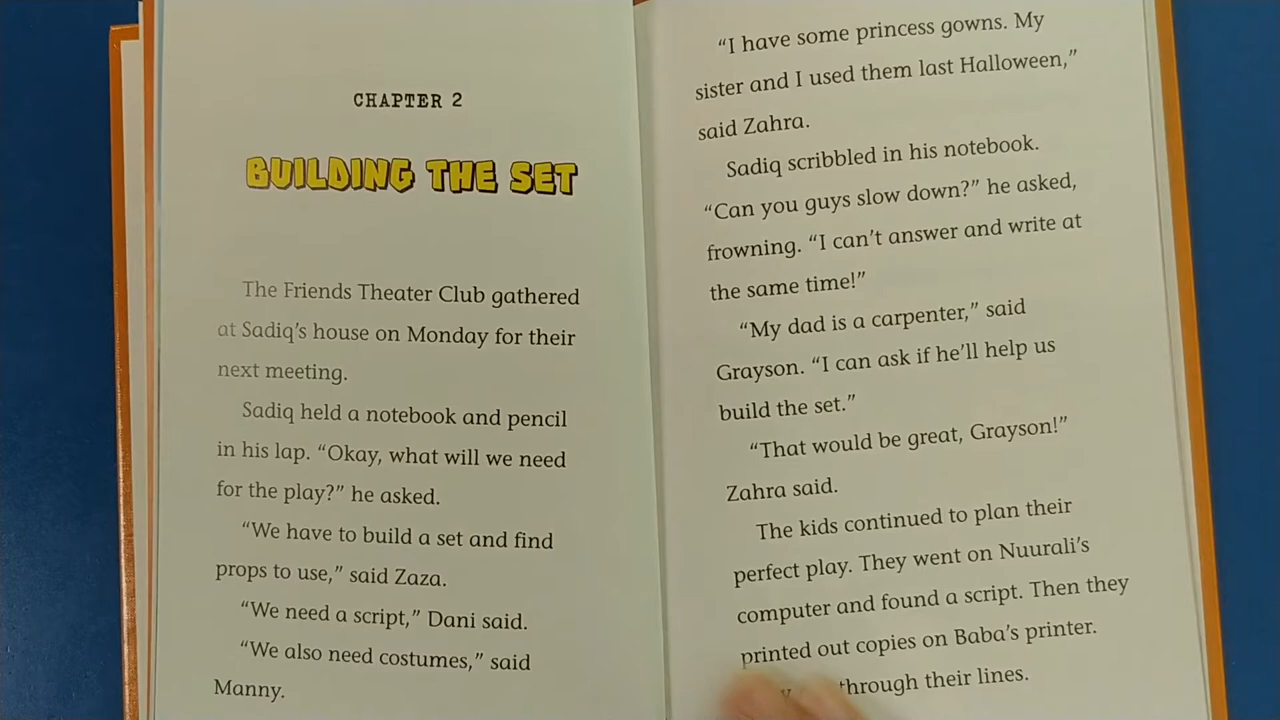 CHAPTER 2
BUILDING THE SET
The Friends Theater Club gathered
at Sadiq's house on Monday for their
next meeting.
Sadiq held a notebook and pencil
in his lap. “Okay, what will we need
for the play?” he asked.
“We have to build a set and find
props to use,” said Zaza.
“We need a script,” Dani said.
“We also need costumes,” said
Manny.
“I have some princess gowns. My
sister and I used them last Halloween,”
said Zahra.
Sadiq scribbled in his notebook.
“Can you guys slow down?” he asked,
frowning. “I can't answer and write at
the same time!”
“My dad is a carpenter,” said
Grayson. “I can ask if he'll help us
build the set.”
“That would be great, Grayson!”
Zahra said.
The kids continued to plan their
perfect play. They went on Nuurali's
computer and found a script. Then they
printed out copies on Baba's printer.
through their lines.